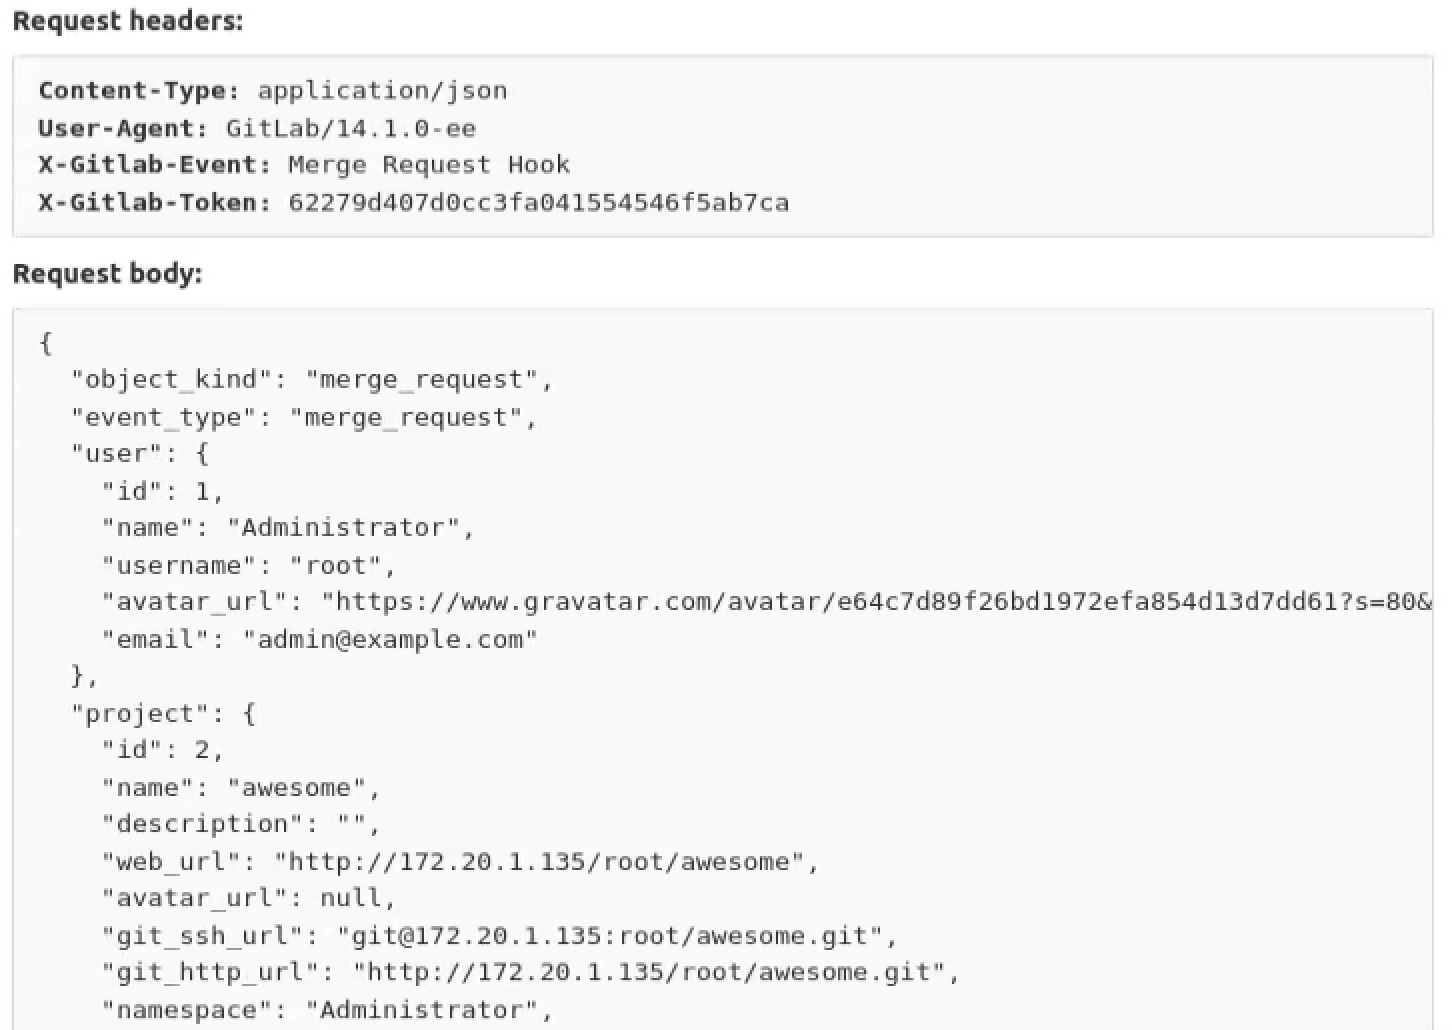 Request headers:
Content-Type: application/json
User-Agent: GitLab/14.1.0-ee
X-Gitlab-Event: Merge Request Hook
X-Gitlab-Token: 62279d407d0cc3fa041554546f5ab7ca
Request body:
{
  "object_kind": "merge_request",
  "event_type": "merge_request",
  "user": {
    "id": 1,
    "name": "Administrator",
    "username": "root",
    "avatar_url": "https://www.gravatar.com/avatar/e64c7d89f26bd1972efa854d13d7dd61?s=80&
    "email": "admin@example.com"
  },
  "project": {
    "id": 2,
    "name": "awesome",
    "description": "",
    "web_url": "http://172.20.1.135/root/awesome",
    "avatar_url": null,
    "git_ssh_url": "git@172.20.1.135:root/awesome.git",
    "git_http_url": "http://172.20.1.135/root/awesome.git",
    "namespace": "Administrator",